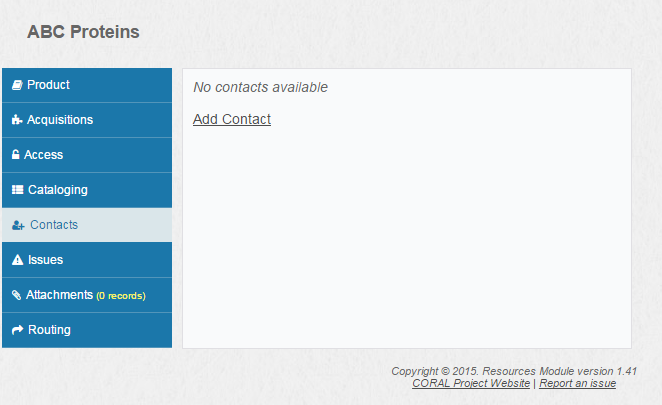 ABC Proteins
Product
Acquisitions
Access
Cataloging
Contacts
Issues
Attachments (0 records)
Routing
No contacts available
Add Contact
Copyright © 2015. Resources Module version 1.41
CORAL Project Website | Report an issue